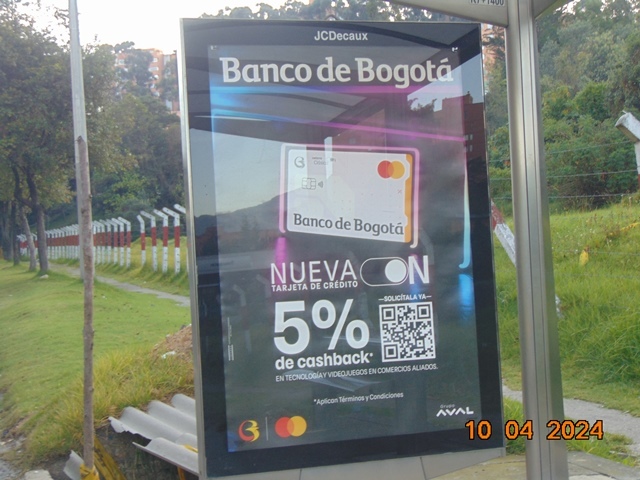 JCDecaux
Banco de Bogotá
Banco de Bogotá
NUEVA ON
TARJETA DE CRÉDITO
5%
SOLICÍTALA YA
de cashback*
EN TECNOLOGÍA Y VIDEOJUEGOS EN COMERCIOS ALIADOS.
*Aplican Términos y Condiciones
Grupo
AVAL
10 04 2024